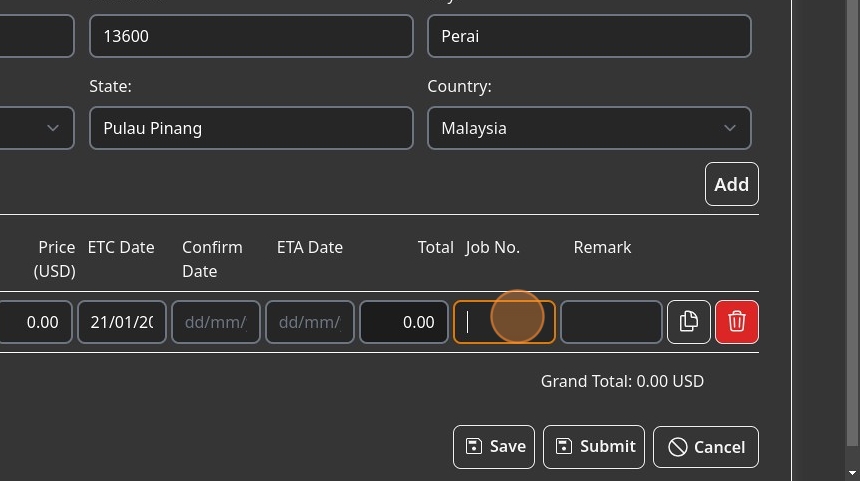 13600
Perai
State:
Country:
Pulau Pinang
Malaysia
Add
Price (USD)
ETC Date
Confirm Date
ETA Date
Total
Job No.
Remark
0.00
21/01/20
dd/mm/
dd/mm/
0.00
Grand Total: 0.00 USD
Save
Submit
Cancel